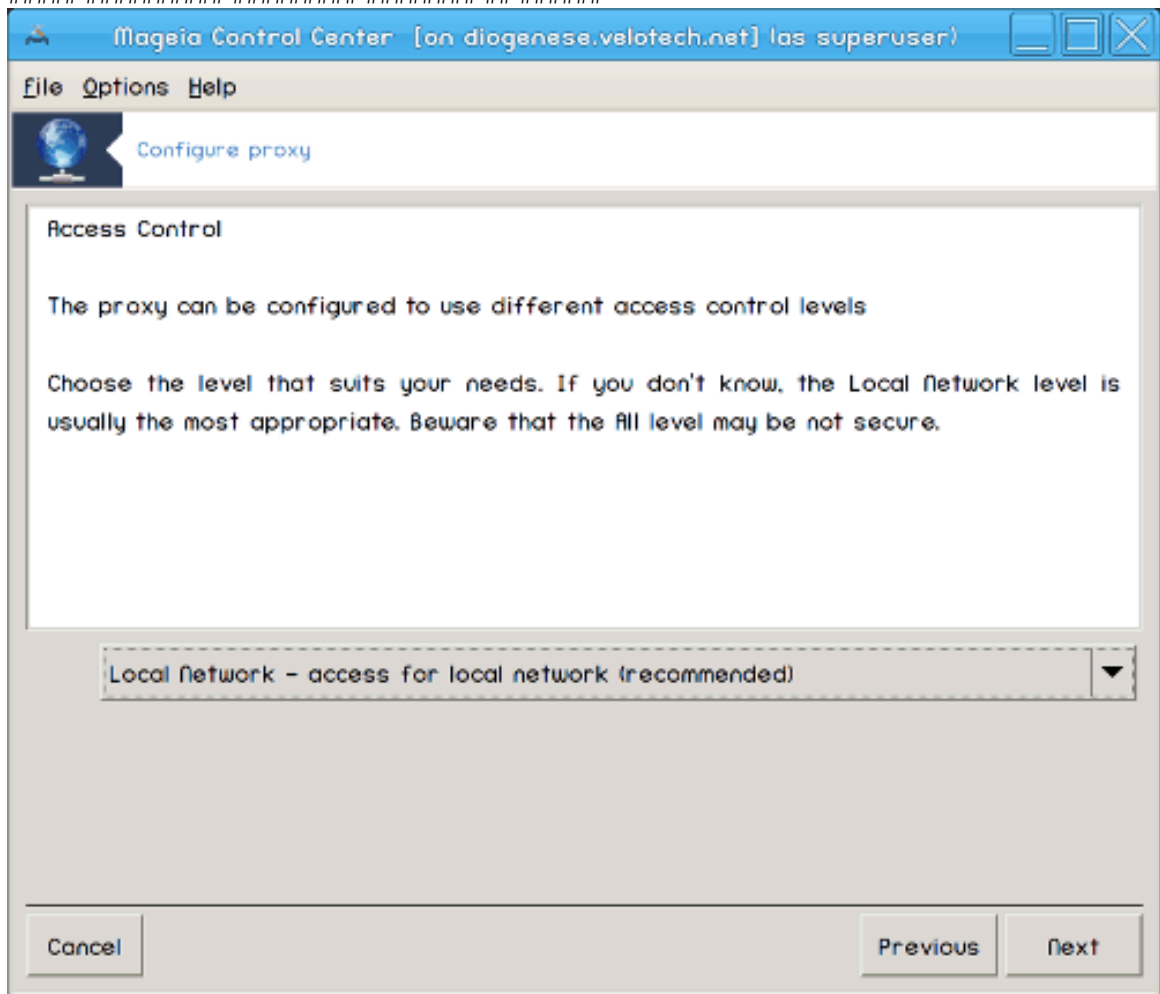 Mageia Control Center [on diogenese.velotech.net] (as superuser)
File Options Help
Configure proxy
Access Control
The proxy can be configured to use different access control levels
Choose the level that suits your needs. If you don't know, the Local Network level is
usually the most appropriate. Beware that the All level may be not secure.
Local Network - access for local network (recommended)
Cancel Previous Next